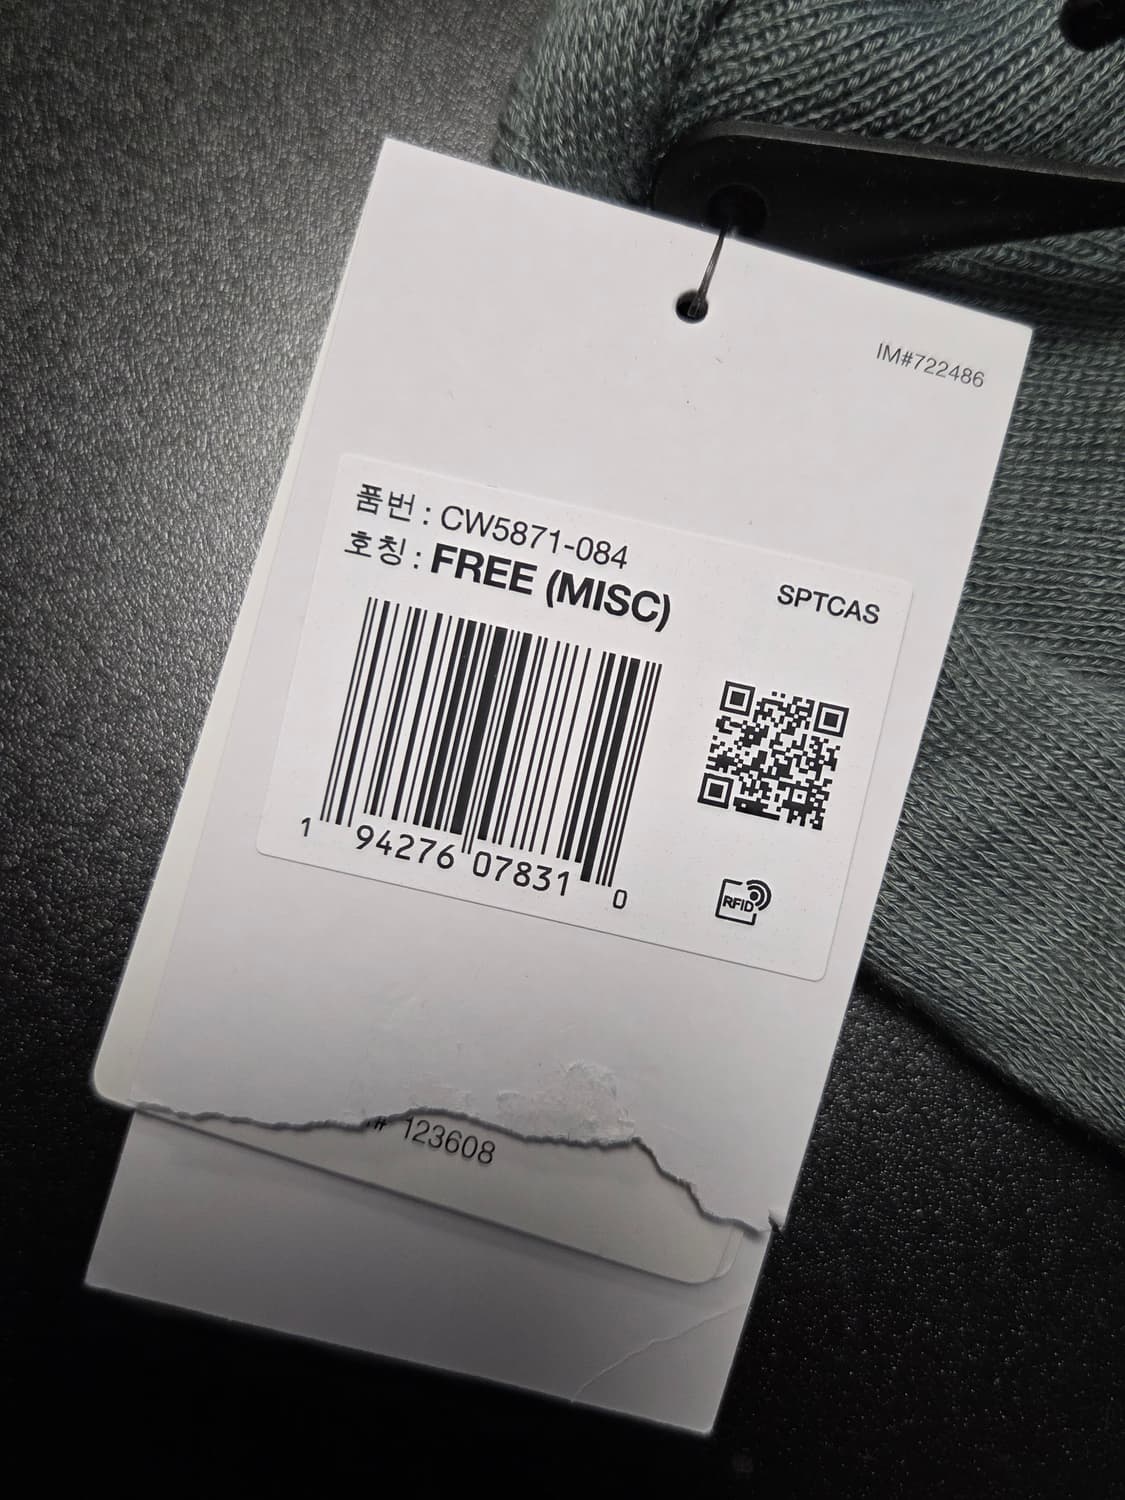 IM#722486
품번 : CW5871-084
호칭 : FREE (MISC)
SPTCAS
1 94276 07831 0
RFID
# 123608